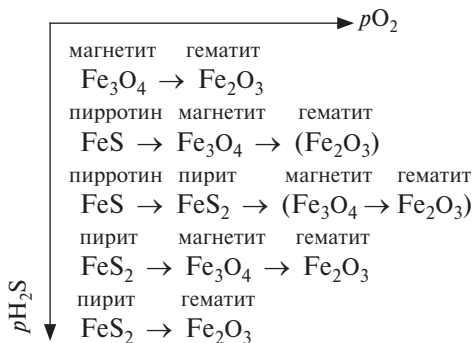 pO₂
магнетит гематит
Fe₃O₄ → Fe₂O₃
пирротин магнетит гематит
FeS → Fe₃O₄ → (Fe₂O₃)
пирротин пирит магнетит гематит
FeS → FeS₂ → (Fe₃O₄ → Fe₂O₃)
пирит магнетит гематит
FeS₂ → Fe₃O₄ → Fe₂O₃
пирит гематит
FeS₂ → Fe₂O₃
pH₂S